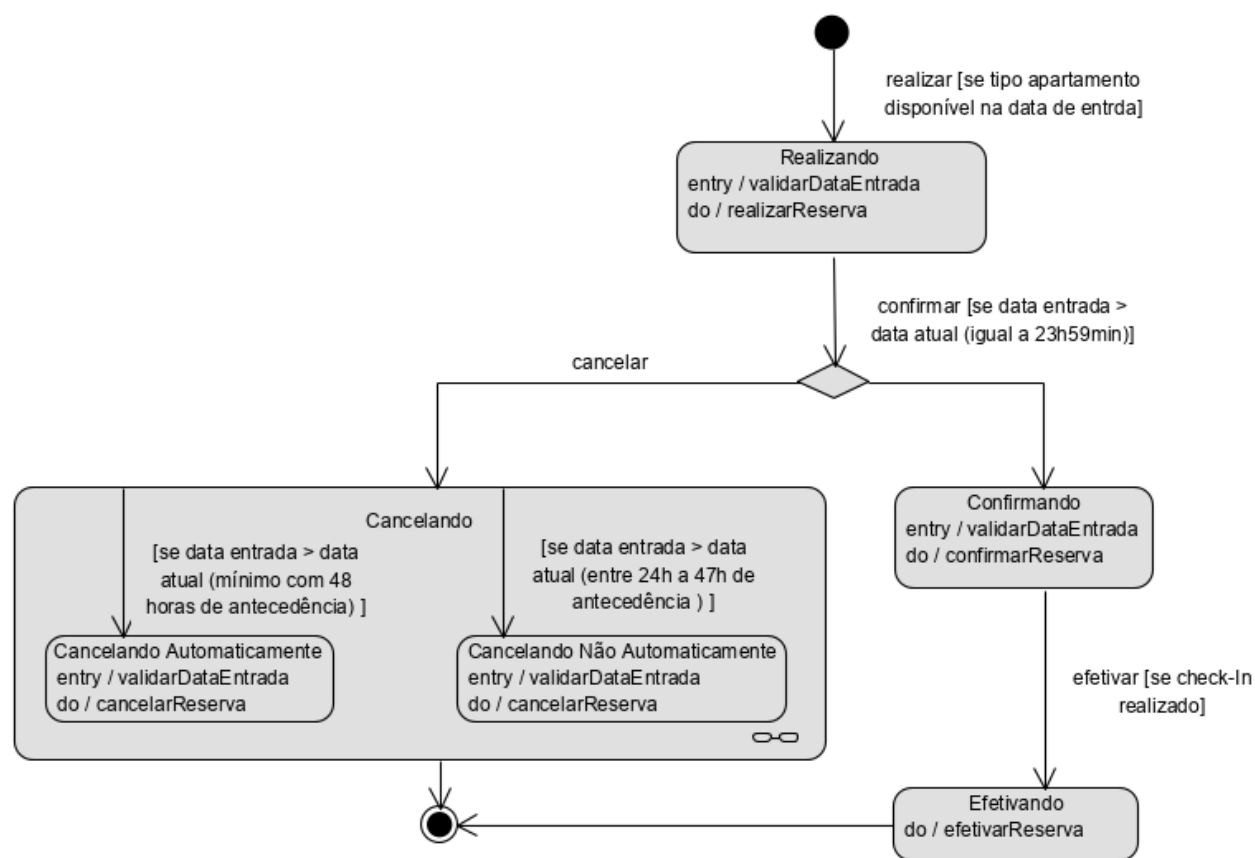 realizar [se tipo apartamento
disponível na data de entrda]
Realizando
entry / validarDataEntrada
do / realizarReserva
confirmar [se data entrada >
data atual (igual a 23h59min)]
cancelar
Cancelando
[se data entrada > data
atual (mínimo com 48
horas de antecedência) ]
[se data entrada > data
atual (entre 24h a 47h de
antecedência ) ]
Cancelando Automaticamente
entry / validarDataEntrada
do / cancelarReserva
Cancelando Não Automaticamente
entry / validarDataEntrada
do / cancelarReserva
Confirmando
entry / validarDataEntrada
do / confirmarReserva
efetivar [se check-In
realizado]
Efetivando
do / efetivarReserva